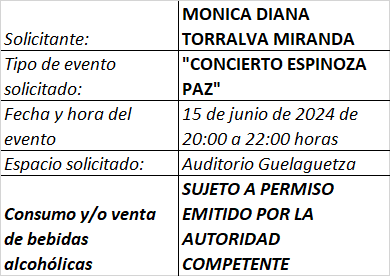 Solicitante:
MONICA DIANA
TORRALVA MIRANDA
Tipo de evento
solicitado:
"CONCIERTO ESPINOZA
PAZ"
Fecha y hora del
evento
15 de junio de 2024 de
20:00 a 22:00 horas
Espacio solicitado:
Auditorio Guelaguetza
Consumo y/o venta
de bebidas
alcohólicas
SUJETO A PERMISO
EMITIDO POR LA
AUTORIDAD
COMPETENTE